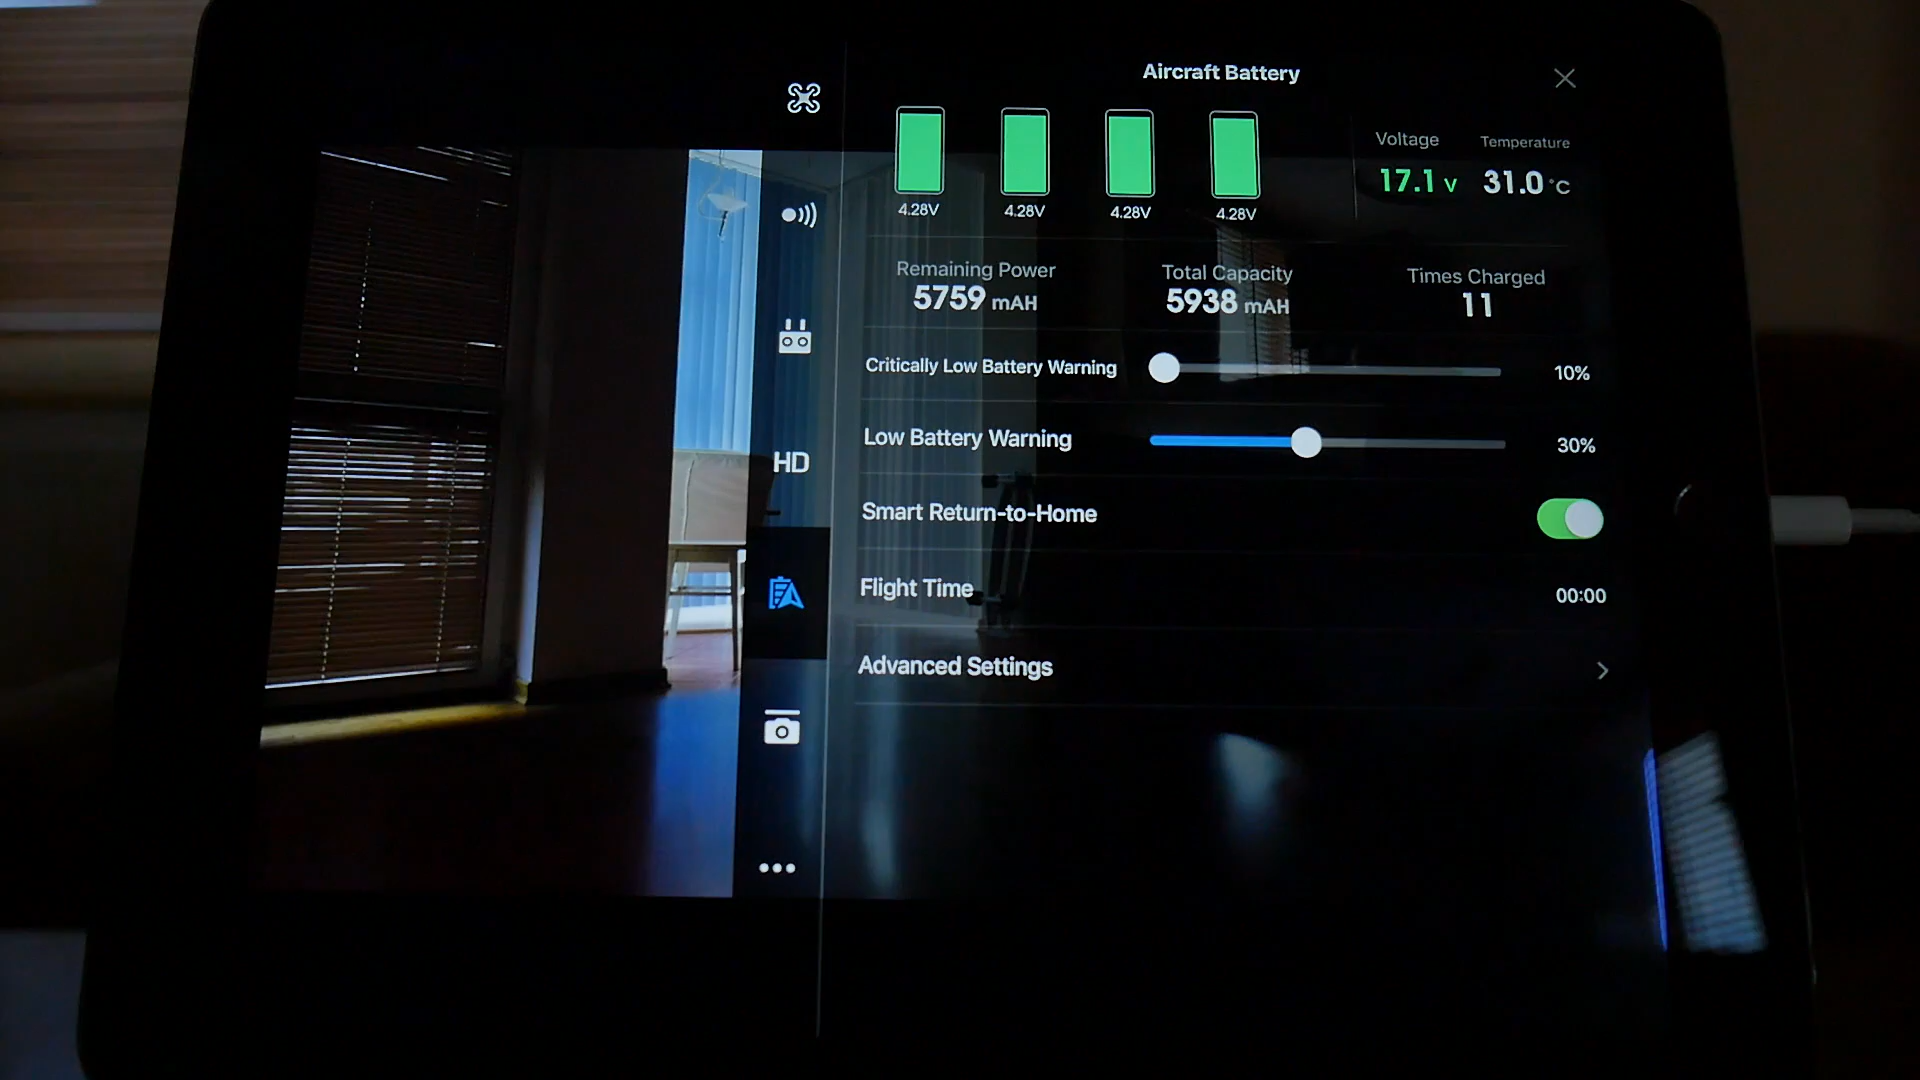 Aircraft Battery
4.28V 4.28V 4.28V 4.28V
Voltage Temperature
17.1 V 31.0 °C
Remaining Power Total Capacity Times Charged
5759 mAH 5938 mAH 11
Critically Low Battery Warning 10%
Low Battery Warning 30%
HD
Smart Return-to-Home
Flight Time 00:00
Advanced Settings